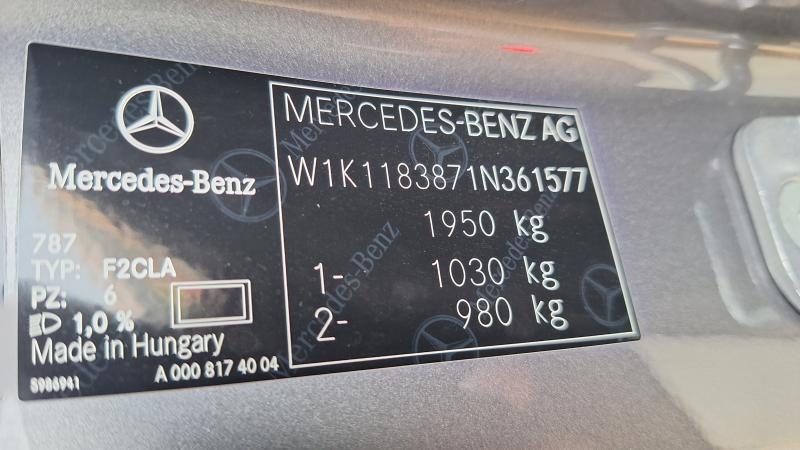 Mercedes-Benz
787
TYP: F2CLA
PZ: 6
1,0 %
Made in Hungary
5986941
A 000 817 40 04
MERCEDES-BENZ AG
W1K1183871N361577
1950 kg
1- 1030 kg
2- 980 kg